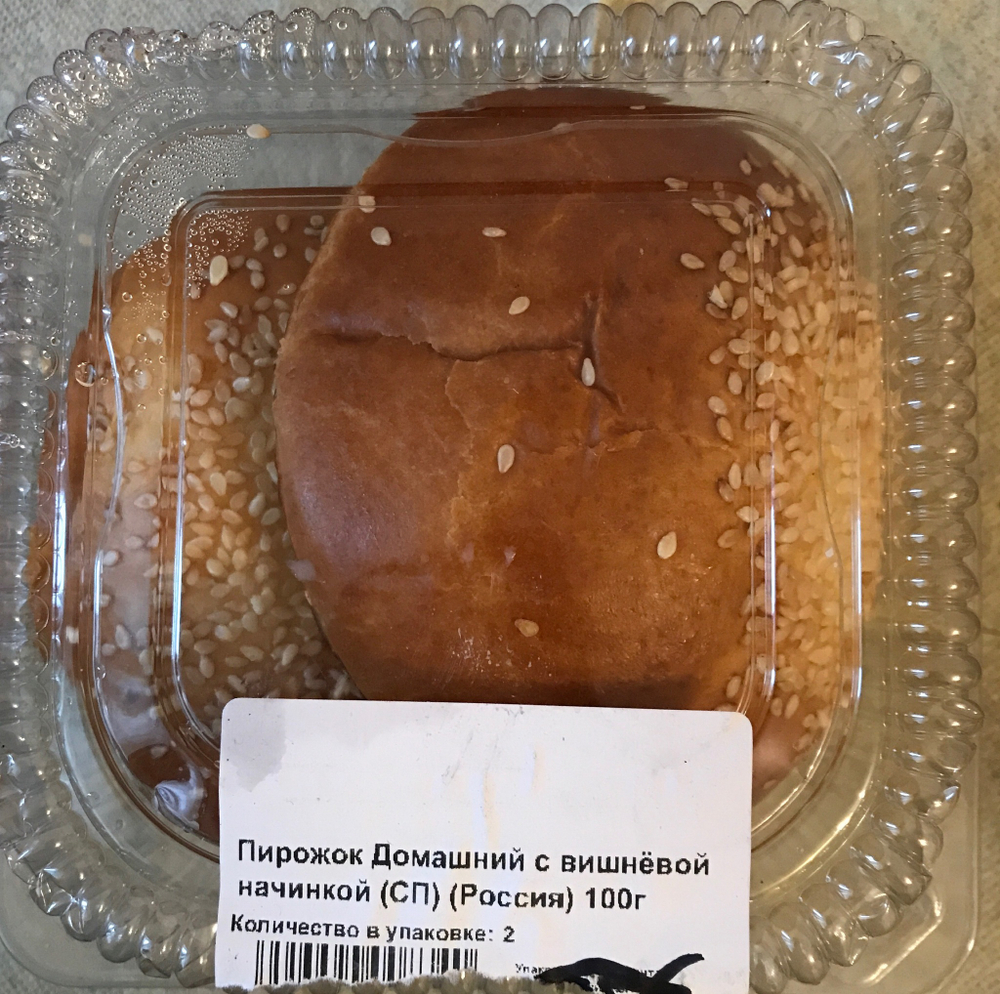 Пирожок Домашний с вишнёвой
начинкой (СП) (Россия) 100г
Количество в упаковке: 2